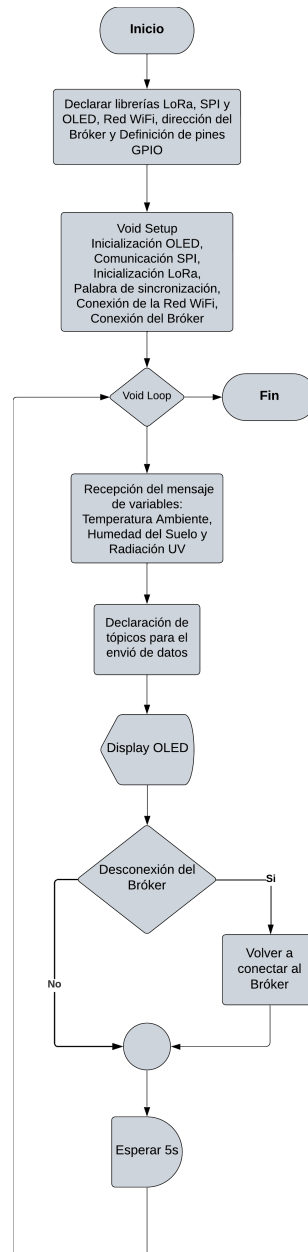 Inicio
Declarar librerías LoRa, SPI y
OLED, Red WiFi, dirección del
Bróker y Definición de pines
GPIO
Void Setup
Inicialización OLED,
Comunicación SPI,
Inicialización LoRa,
Palabra de sincronización,
Conexión de la Red WiFi,
Conexión del Bróker
Void Loop
Fin
Recepción del mensaje
de variables:
Temperatura Ambiente,
Humedad del Suelo y
Radiación UV
Declaración de
tópicos para el
envió de datos
Display OLED
Desconexión del
Bróker
Si
Volver a
conectar al
Bróker
No
Esperar 5s